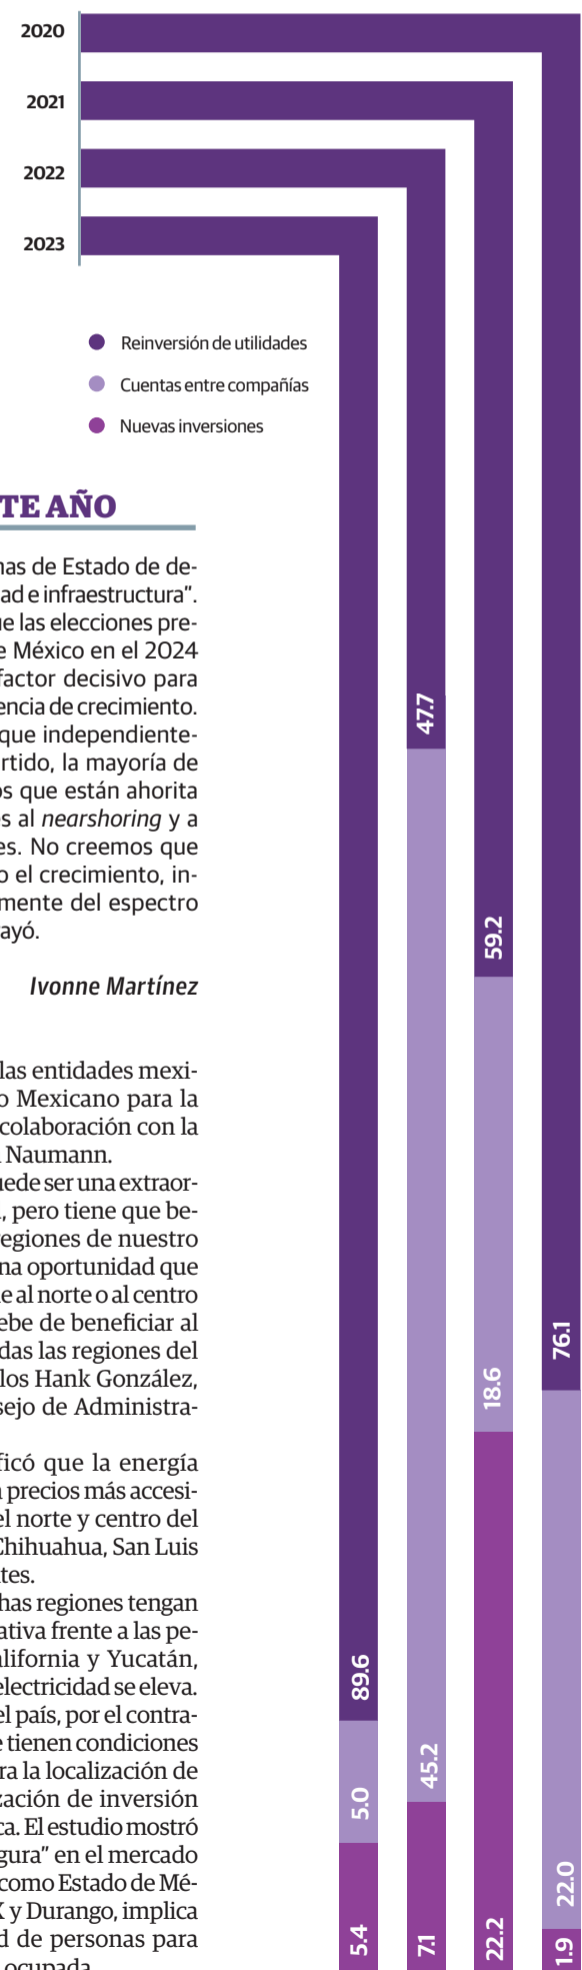 2020
2021
2022
2023
Reinversión de utilidades
Cuentas entre compañías
Nuevas inversiones
47.7
59.2
76.1
18.6
89.6
45.2
5.0
22.0
5.4
7.1
22.2
1.9
TE AÑO
mas de Estado de de-
ad e infraestructura".
ue las elecciones pre-
e México en el 2024
factor decisivo para
encia de crecimiento.
que independiente-
rtido, la mayoría de
os que están ahorita
s al nearshoring y a
es. No creemos que
o el crecimiento, in-
mente del espectro
ayó.
Ivonne Martínez
las entidades mexi-
o Mexicano para la
colaboración con la
Naumann.
uede ser una extraor-
, pero tiene que be-
egiones de nuestro
na oportunidad que
e al norte o al centro
ebe de beneficiar al
das las regiones del
los Hank González,
sejo de Administra-
ficó que la energía
precios más accesi-
el norte y centro del
Chihuahua, San Luis
tes.
has regiones tengan
ativa frente a las pe-
alifornia y Yucatán,
electricidad se eleva.
el país, por el contra-
e tienen condiciones
ra la localización de
zación de inversión
ca. El estudio mostró
gura" en el mercado
como Estado de Mé-
X y Durango, implica
d de personas para
ocupada.